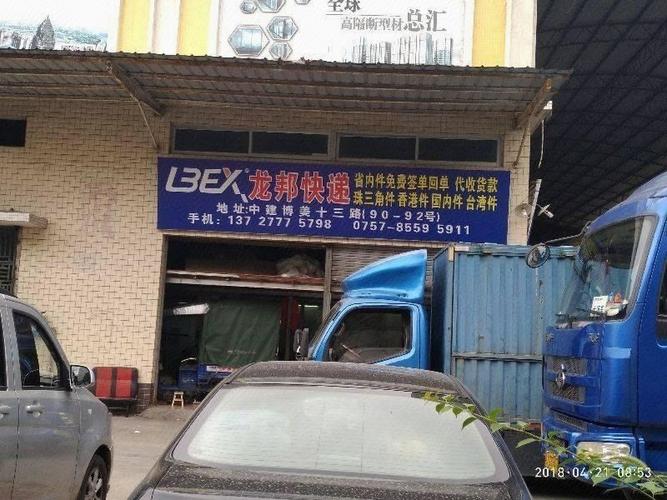 全球
高隔断型材总汇
LBEX 龙邦快递
省内件免费签单回单 代收货款
珠三角件 香港件 国内件 台湾件
地址:中建博美十三路(90-92号)
手机:137 2777 5798 0757-8559 5911
2018-04-21 08:53